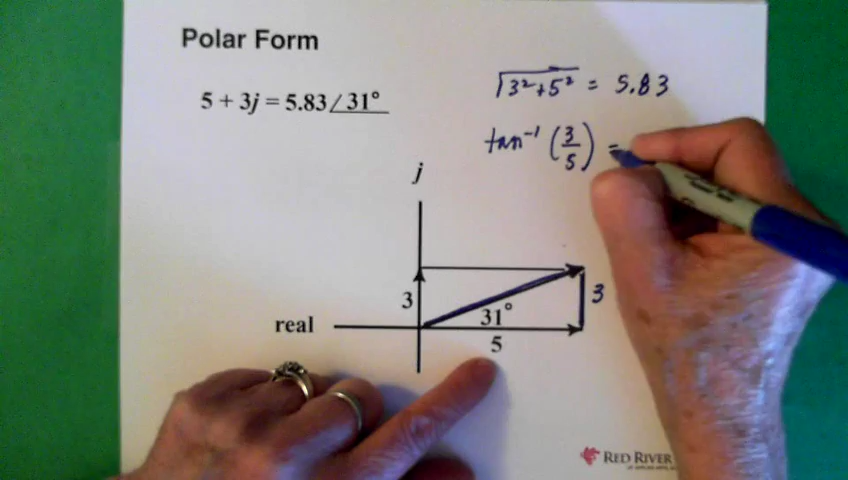 Polar Form
5 + 3j = 5.83∠31°
√3²+5² = 5.83
tan⁻¹ (3/5) =
j
3
31°
3
real
5
RED RIVER